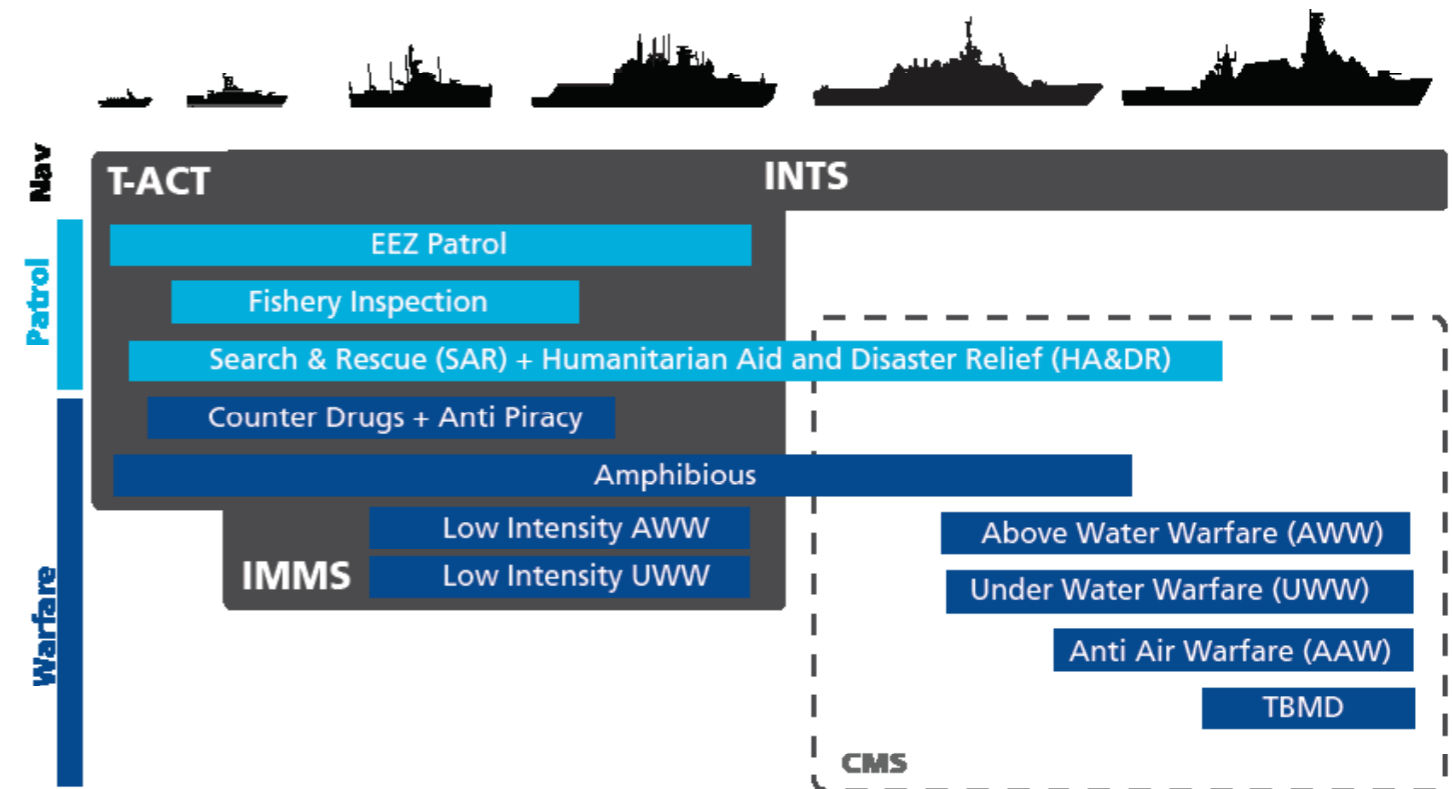 Nav
T-ACT
INTS
Patrol
EEZ Patrol
Fishery Inspection
Search & Rescue (SAR) + Humanitarian Aid and Disaster Relief (HA&DR)
Warfare
Counter Drugs + Anti Piracy
Amphibious
Low Intensity AWW
Above Water Warfare (AWW)
IMMS
Low Intensity UWW
Under Water Warfare (UWW)
Anti Air Warfare (AAW)
TBMD
CMS